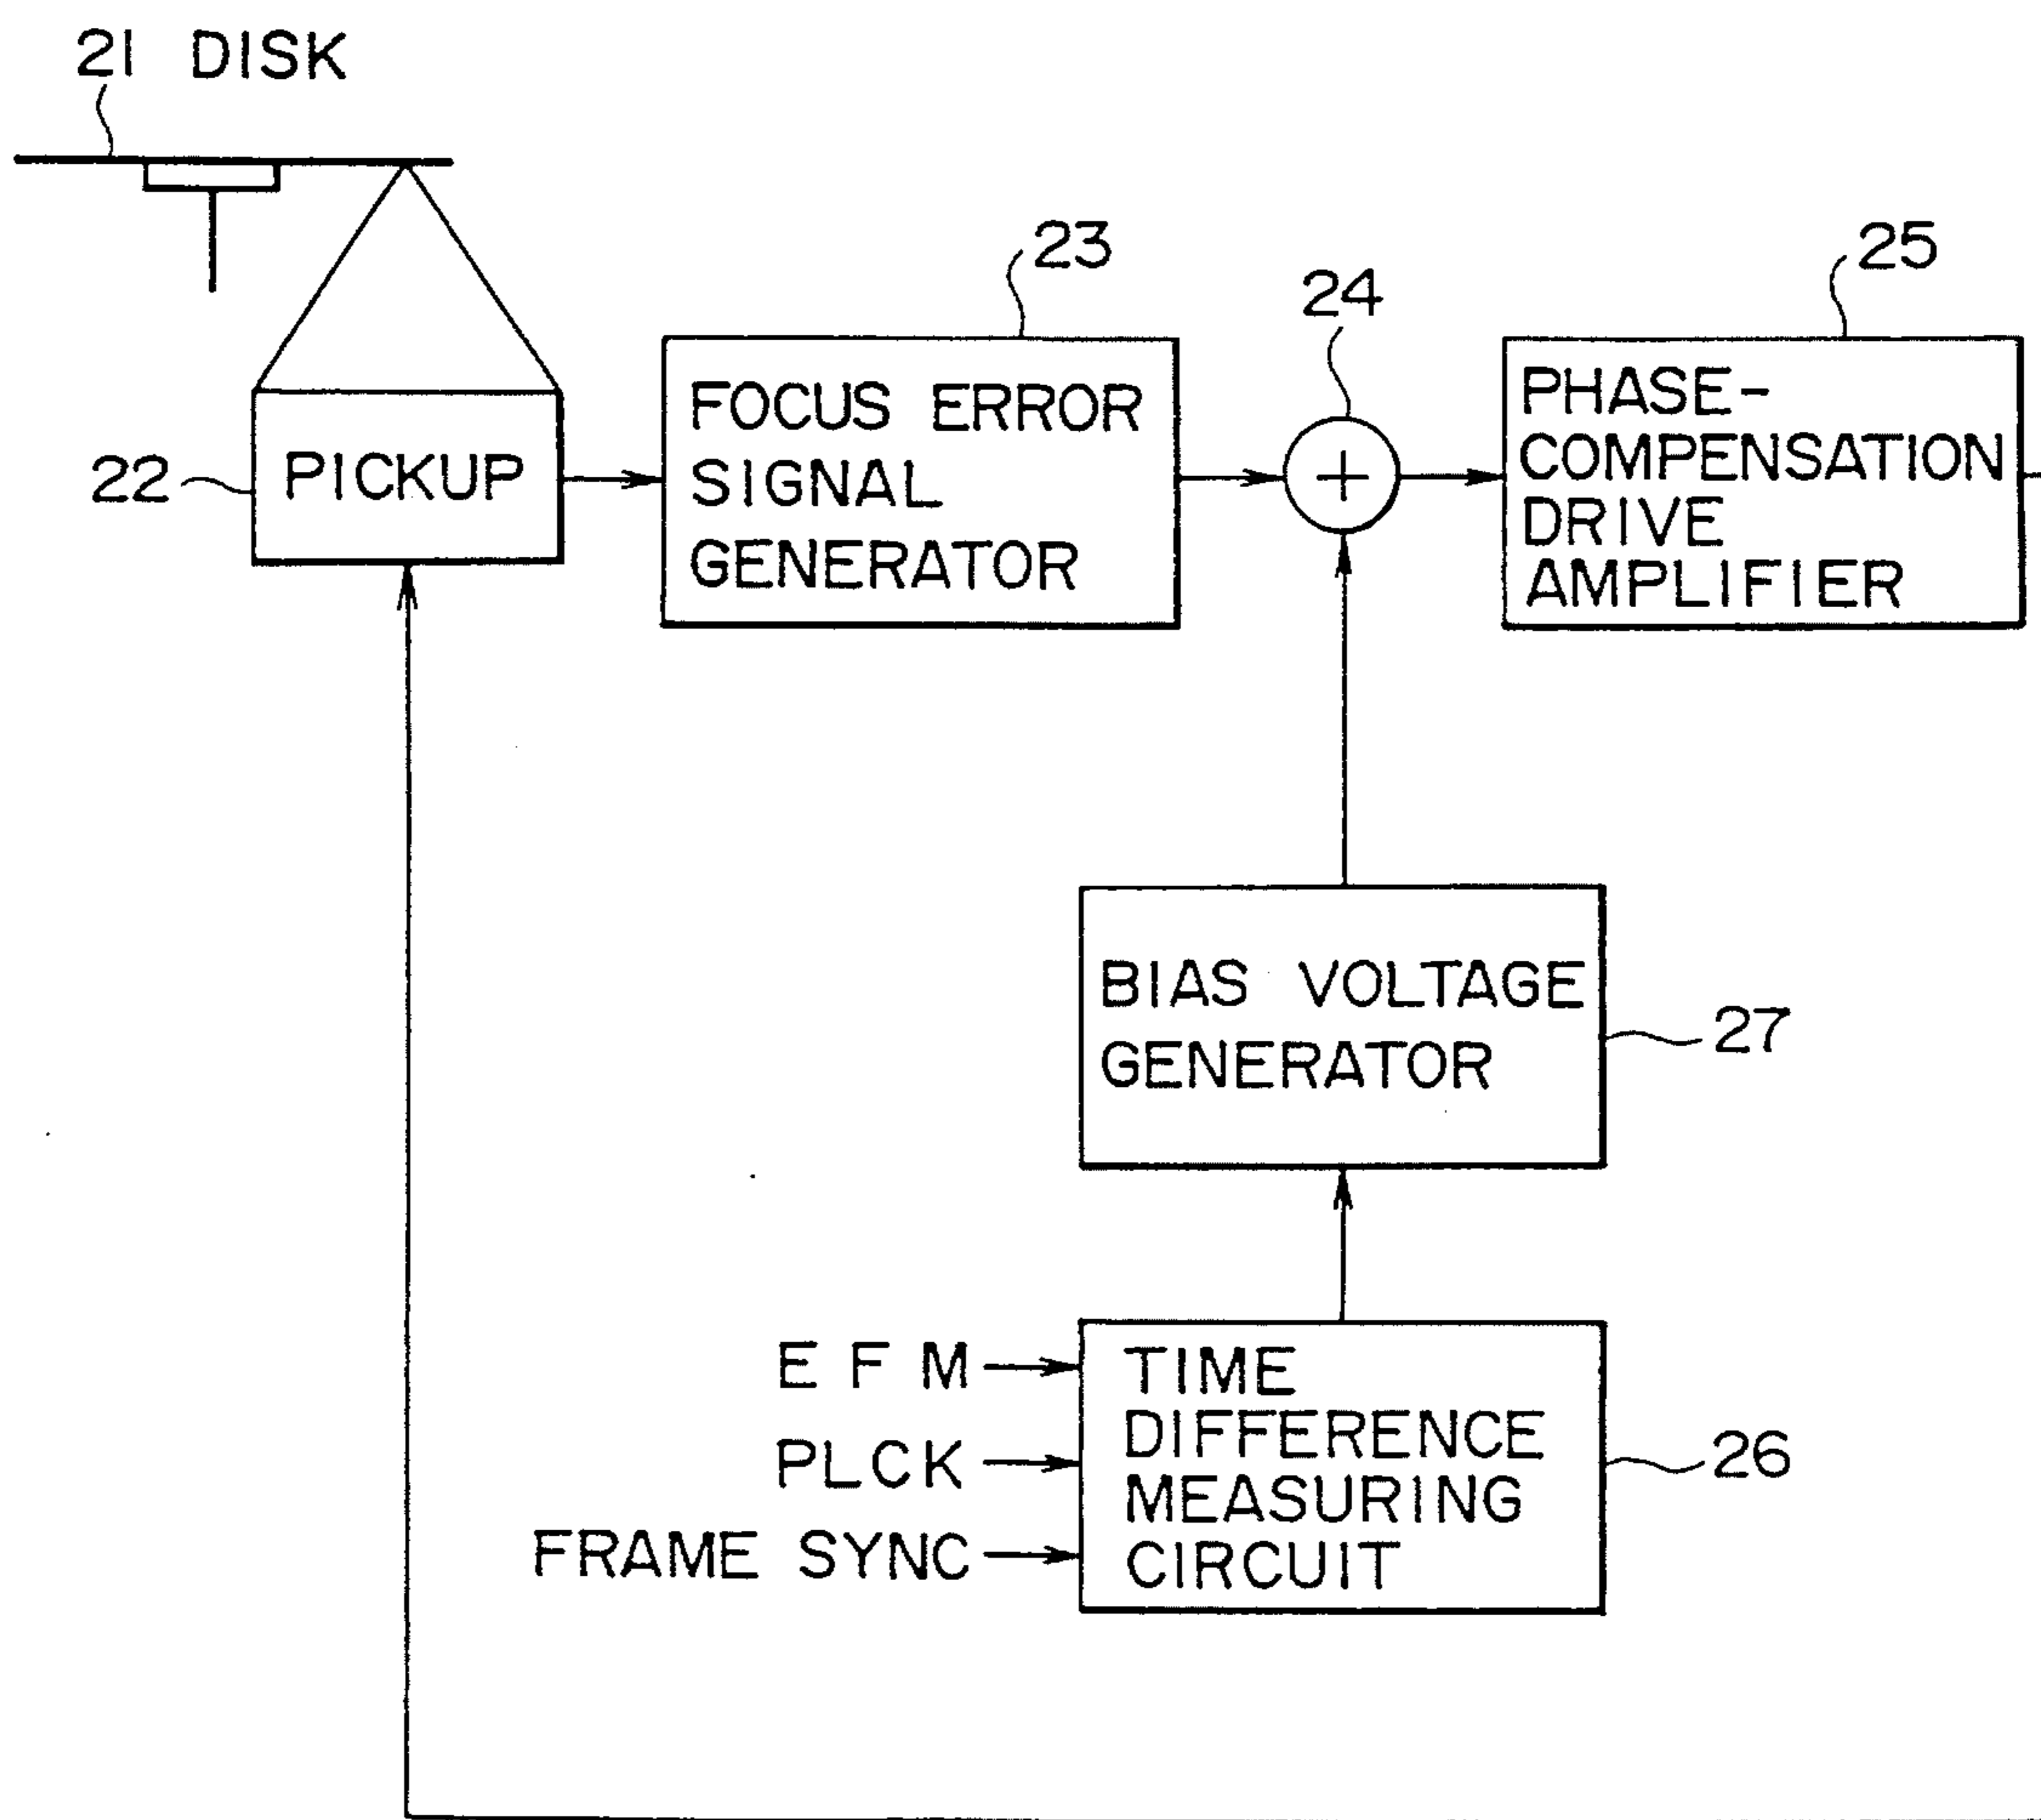 21 DISK
23
24
25
22
PICKUP
FOCUS ERROR
SIGNAL
GENERATOR
+
PHASE-
COMPENSATION
DRIVE
AMPLIFIER
BIAS VOLTAGE
GENERATOR
27
EFM
PLCK
FRAME SYNC
TIME
DIFFERENCE
MEASURING
CIRCUIT
26